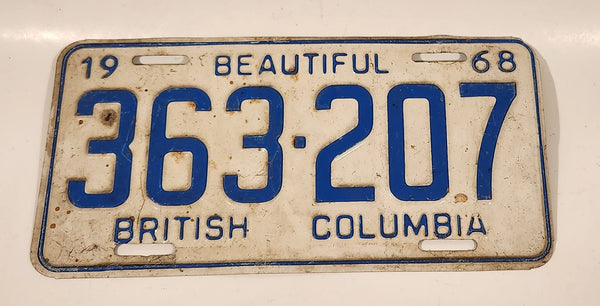 19 BEAUTIFUL 68
363·207
BRITISH COLUMBIA